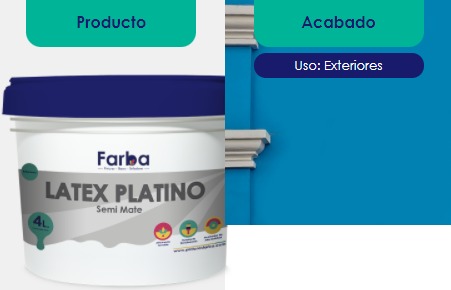 Producto
Acabado
Uso: Exteriores
Farba
LATEX PLATINO
Semi Mate
4L.